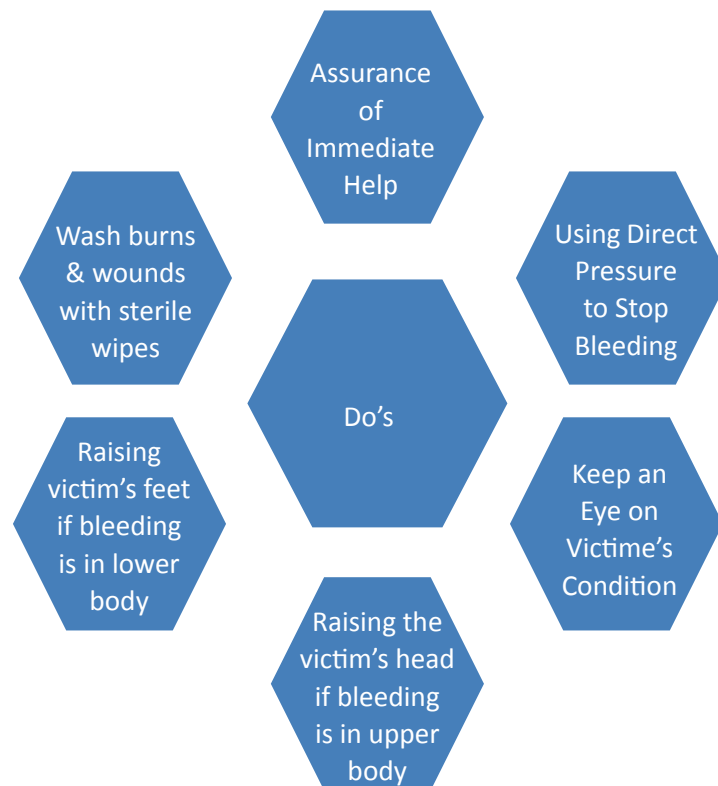 Assurance
of
Immediate
Help
Using Direct
Pressure
to Stop
Bleeding
Keep an
Eye on
Victime's
Condition
Raising the
victim's head
if bleeding
is in upper
body
Raising
victim's feet
if bleeding
is in lower
body
Wash burns
& wounds
with sterile
wipes
Do's